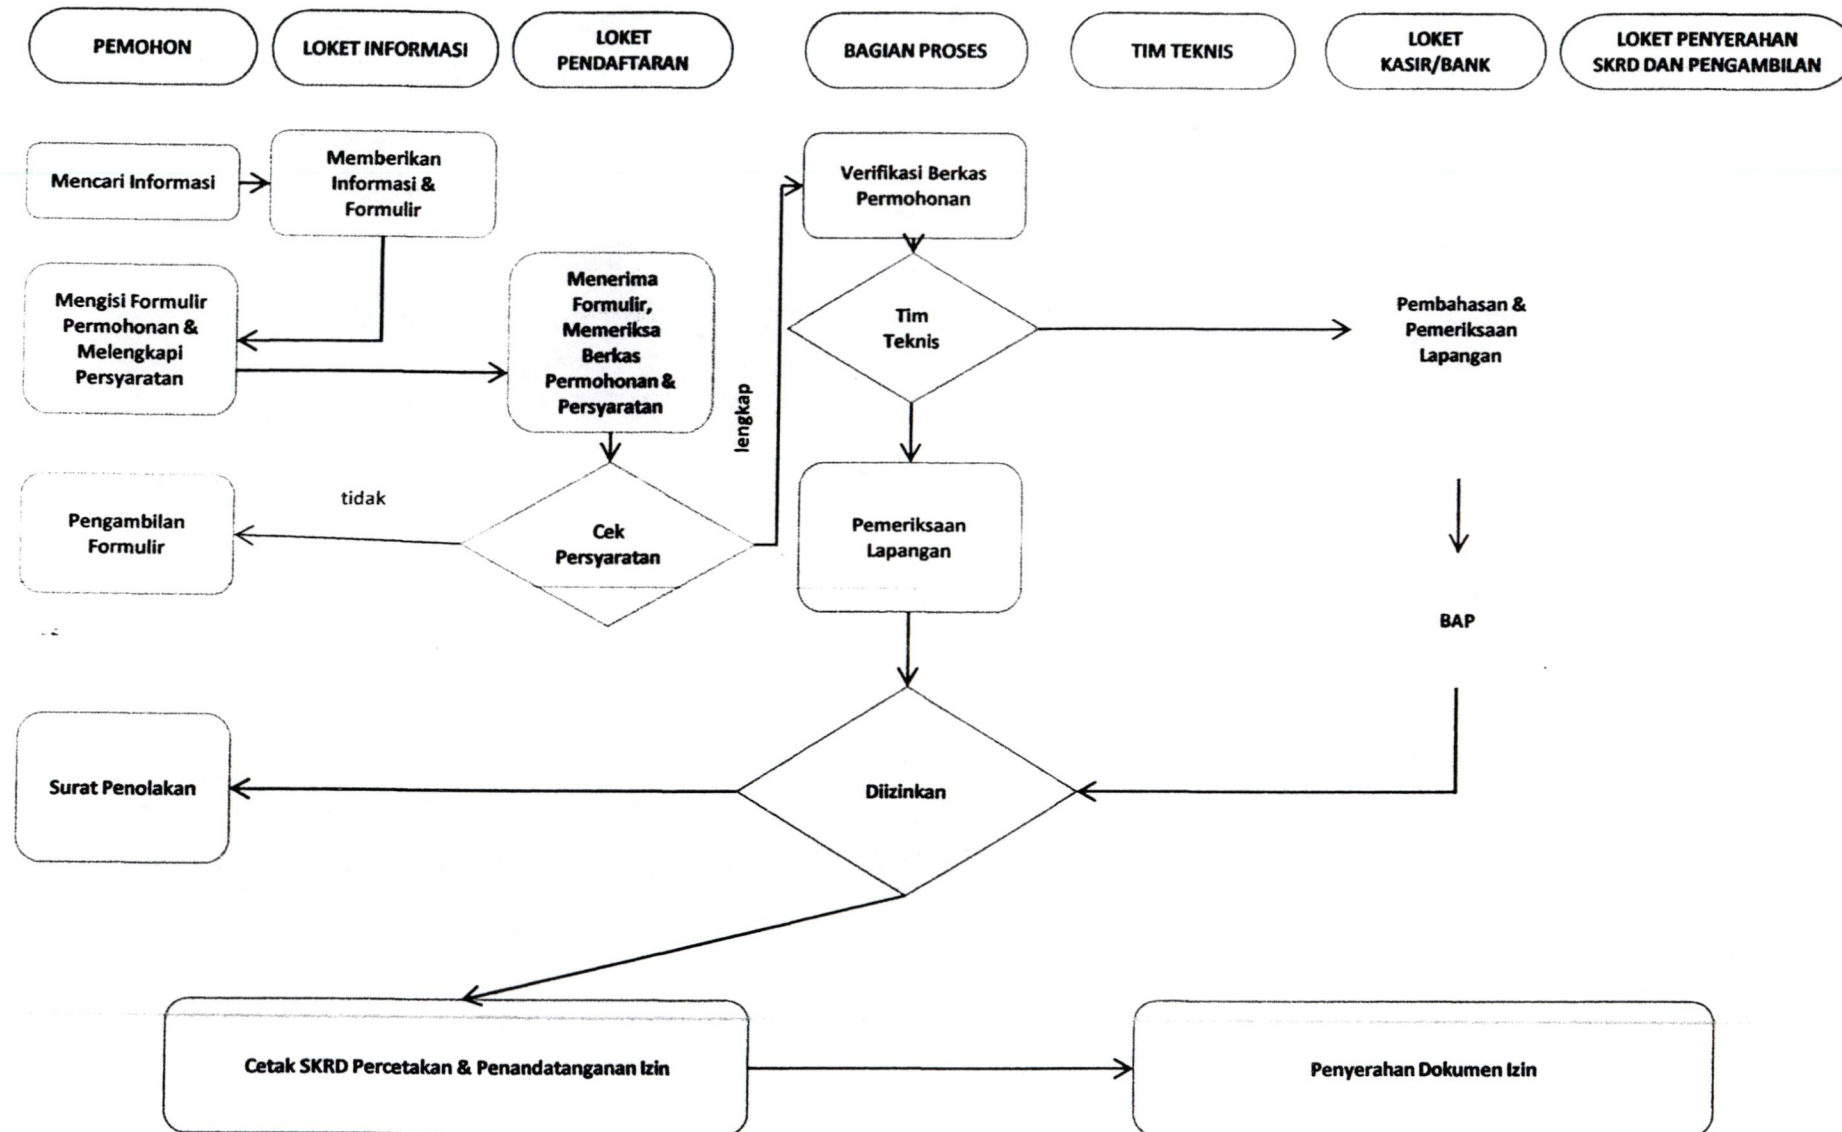 PEMOHON
LOKET INFORMASI
LOKET
PENDAFTARAN
BAGIAN PROSES
TIM TEKNIS
LOKET
KASIR/BANK
LOKET PENYERAHAN
SKRD DAN PENGAMBILAN
Mencari Informasi
Memberikan
Informasi &
Formulir
Verifikasi Berkas
Permohonan
Mengisi Formulir
Permohonan &
Melengkapi
Persyaratan
Menerima
Formulir,
Memeriksa
Berkas
Permohonan &
Persyaratan
lengkap
Tim
Teknis
Pembahasan &
Pemeriksaan
Lapangan
Pengambilan
Formulir
tidak
Cek
Persyaratan
Pemeriksaan
Lapangan
BAP
Surat Penolakan
Diizinkan
Cetak SKRD Percetakan & Penandatanganan Izin
Penyerahan Dokumen Izin